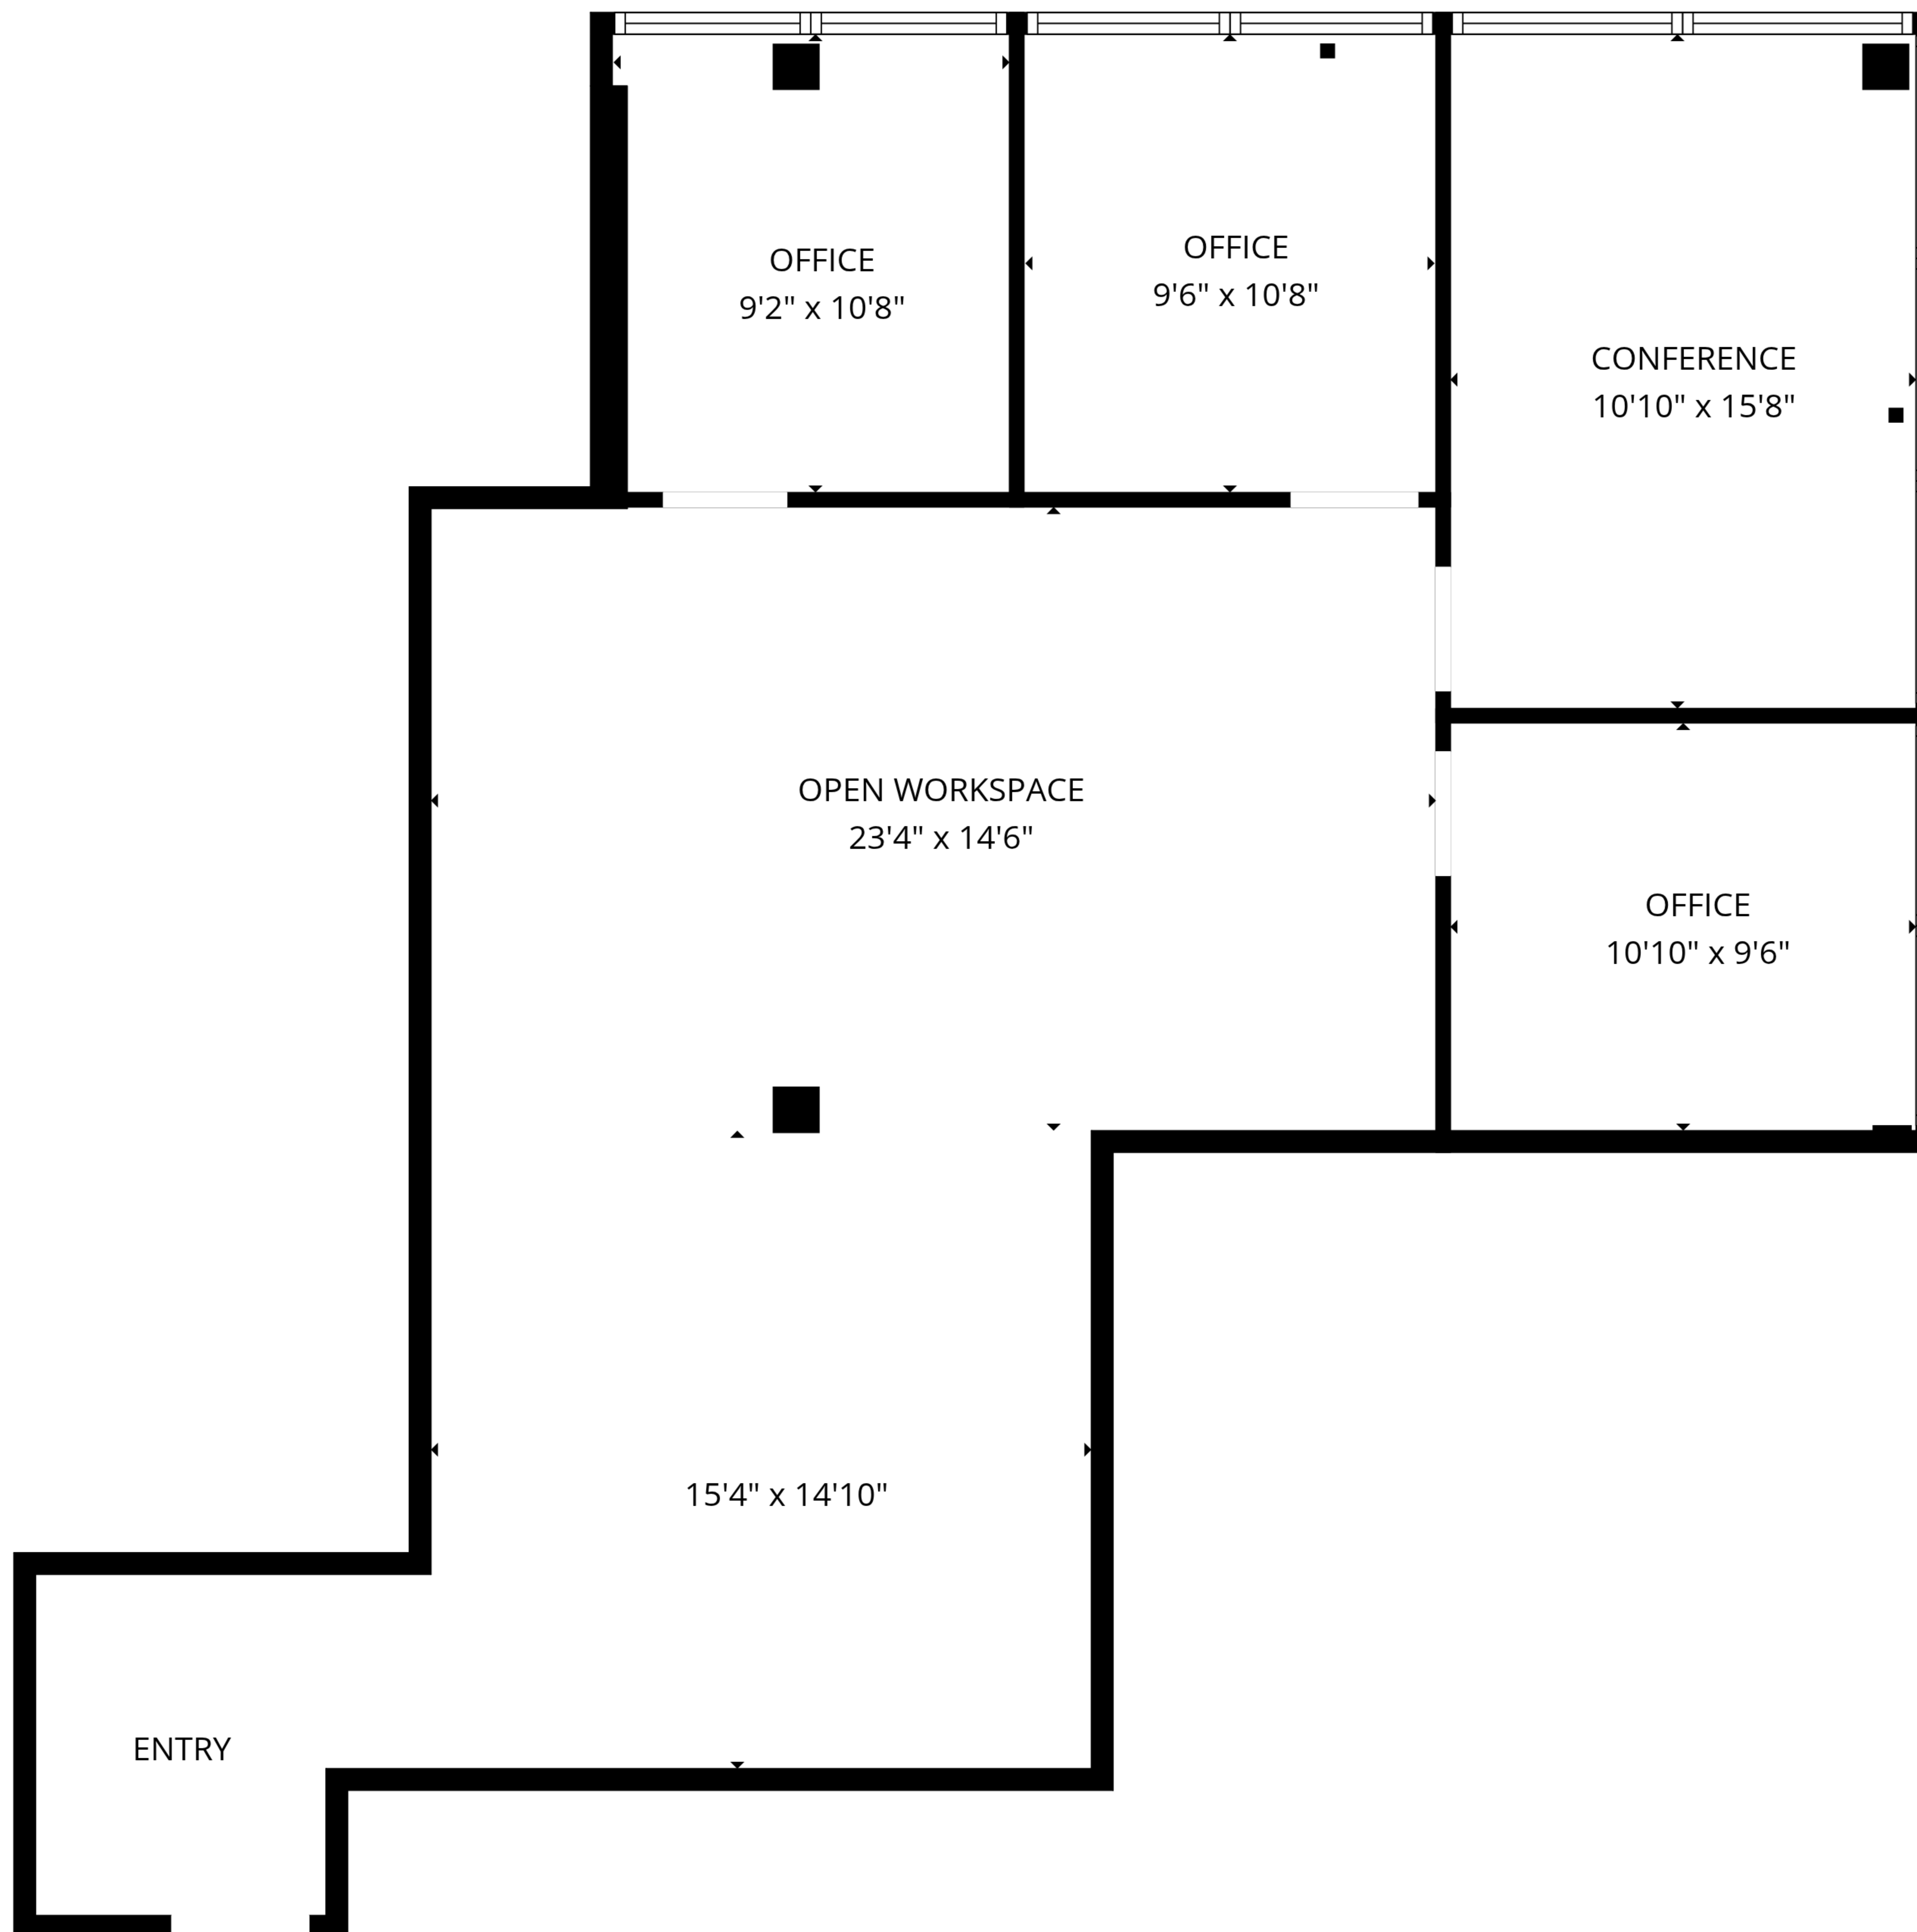 OFFICE
9'2" x 10'8"
OFFICE
9'6" x 10'8"
CONFERENCE
10'10" x 15'8"
OPEN WORKSPACE
23'4" x 14'6"
OFFICE
10'10" x 9'6"
15'4" x 14'10"
ENTRY